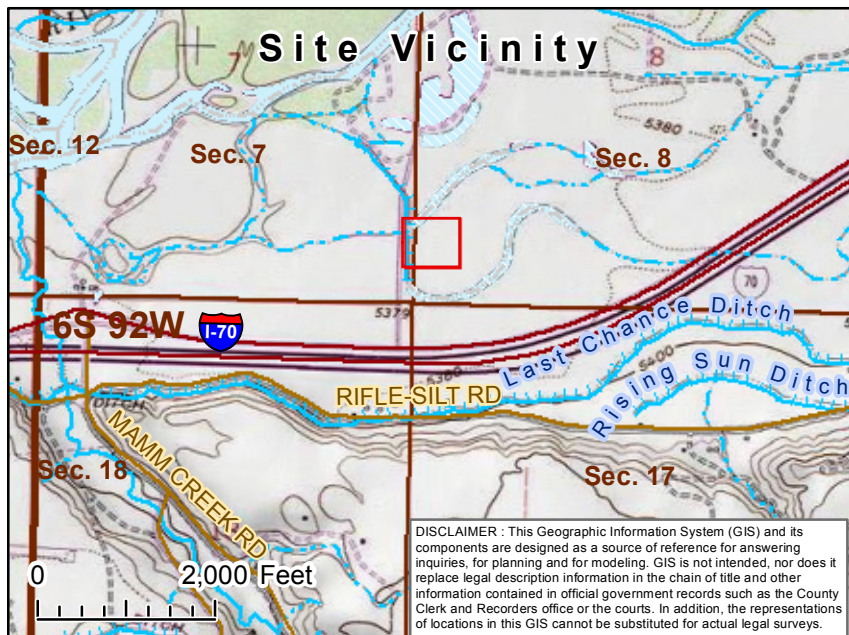 Site Vicinity
7
8
Sec. 12
Sec. 7
5380
Sec. 8
70
5379
6S 92W
I-70
Last Chance Ditch
5360
5400
RIFLE-SILT RD
Rising Sun Ditch
DITCH
MAMM CREEK RD
Sec. 18
Sec. 17
0 2,000 Feet
DISCLAIMER : This Geographic Information System (GIS) and its
components are designed as a source of reference for answering
inquiries, for planning and for modeling. GIS is not intended, nor does it
replace legal description information in the chain of title and other
information contained in official government records such as the County
Clerk and Recorders office or the courts. In addition, the representations
of locations in this GIS cannot be substituted for actual legal surveys.